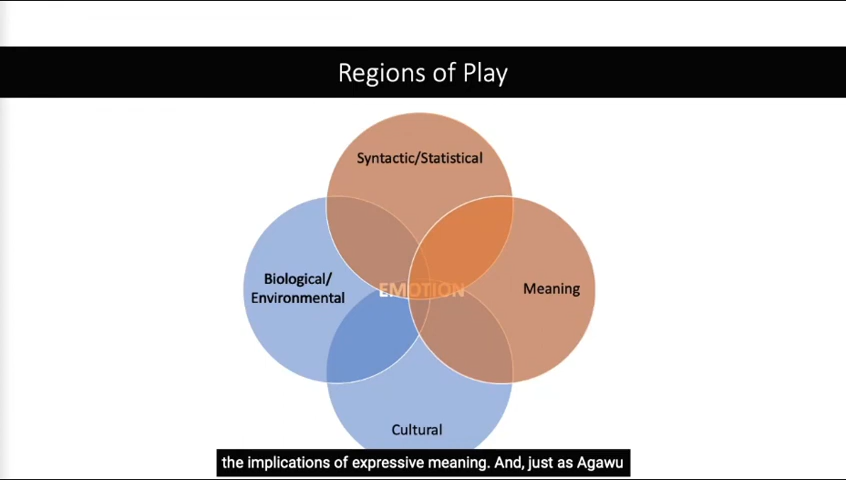 Regions of Play
Syntactic/Statistical
Biological/
Environmental
EMOTION
Meaning
Cultural
the implications of expressive meaning. And, just as Agawu